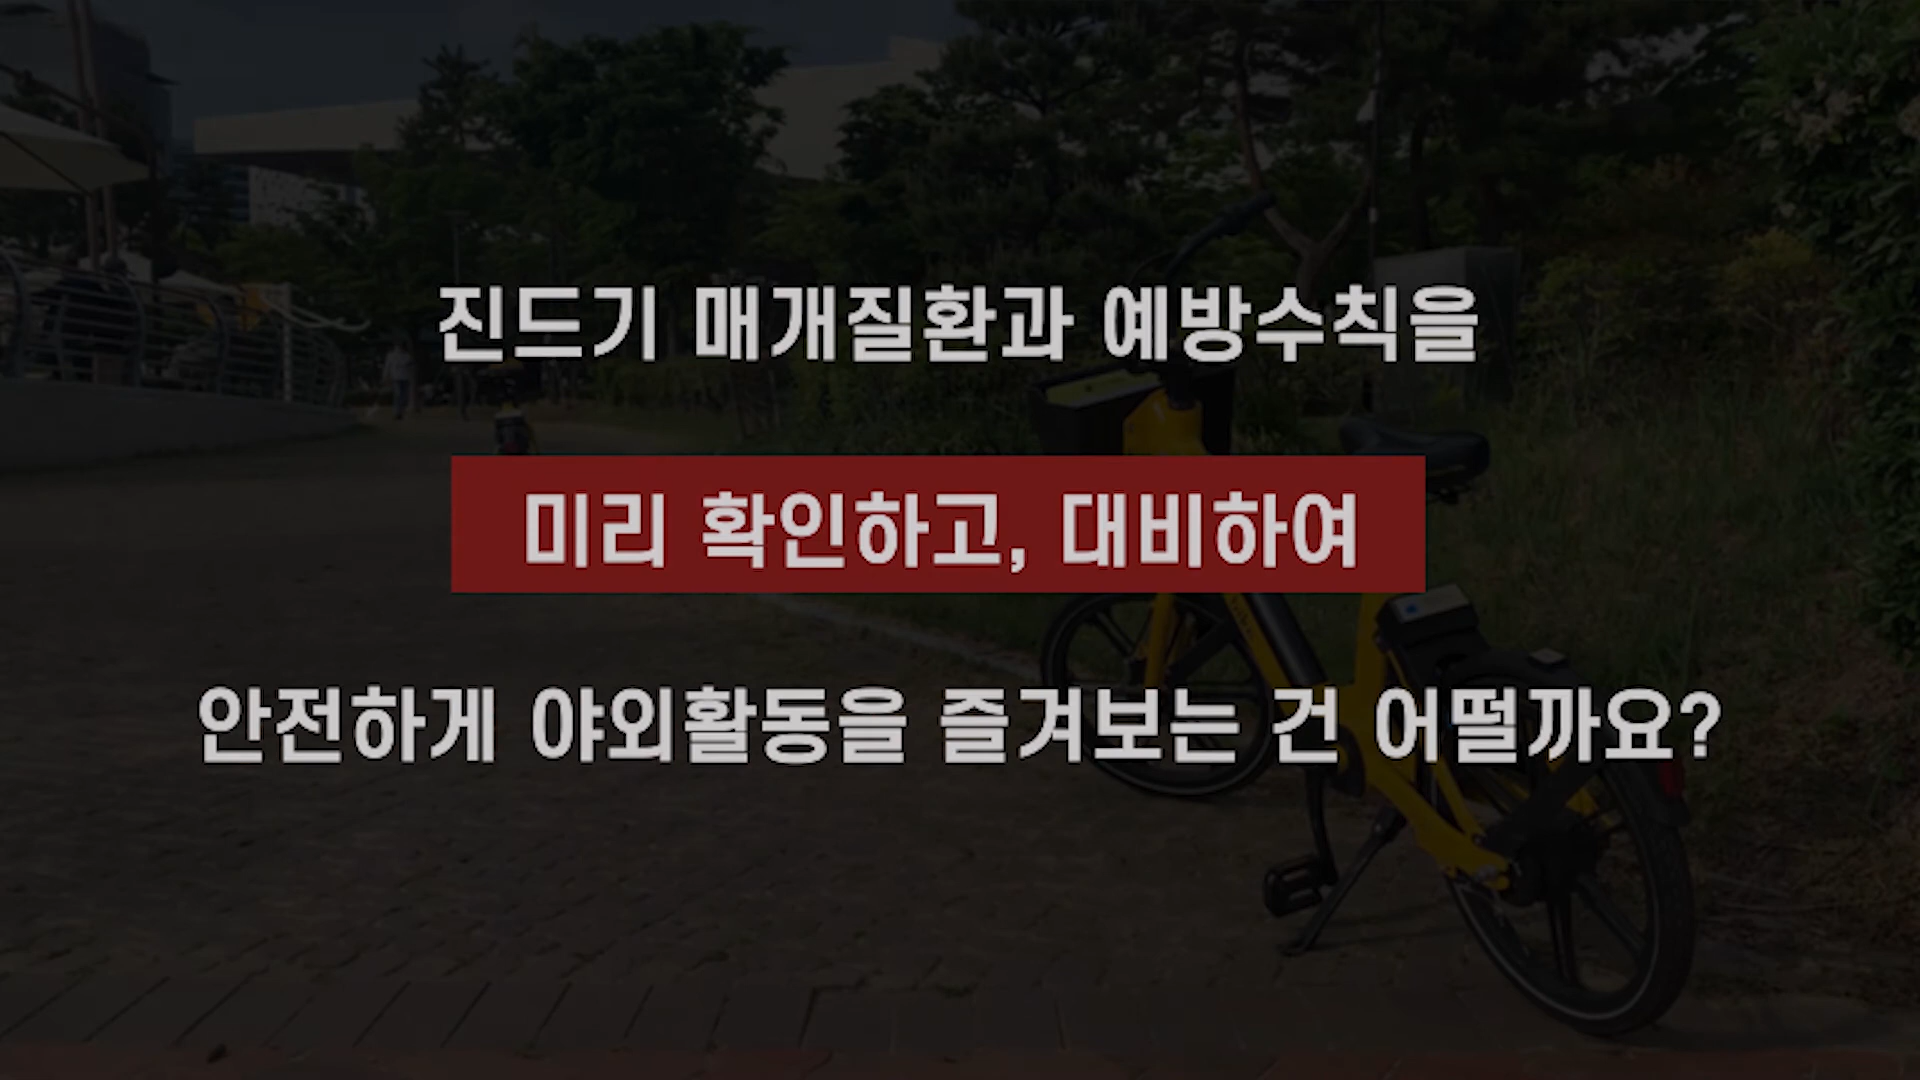 진드기 매개질환과 예방수칙을
미리 확인하고, 대비하여
안전하게 야외활동을 즐겨보는 건 어떨까요?